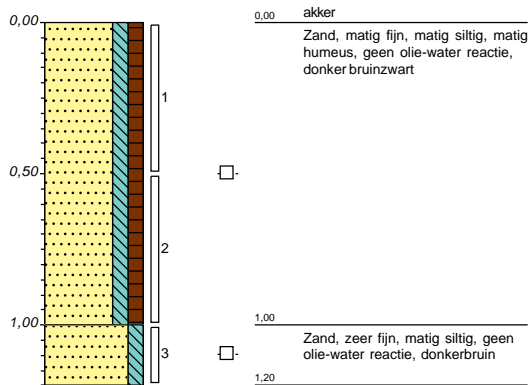 0,00
0,50
1,00
1
2
3
0,00
akker
Zand, matig fijn, matig siltig, matig
humeus, geen olie-water reactie,
donker bruinzwart
1,00
Zand, zeer fijn, matig siltig, geen
olie-water reactie, donkerbruin
1,20